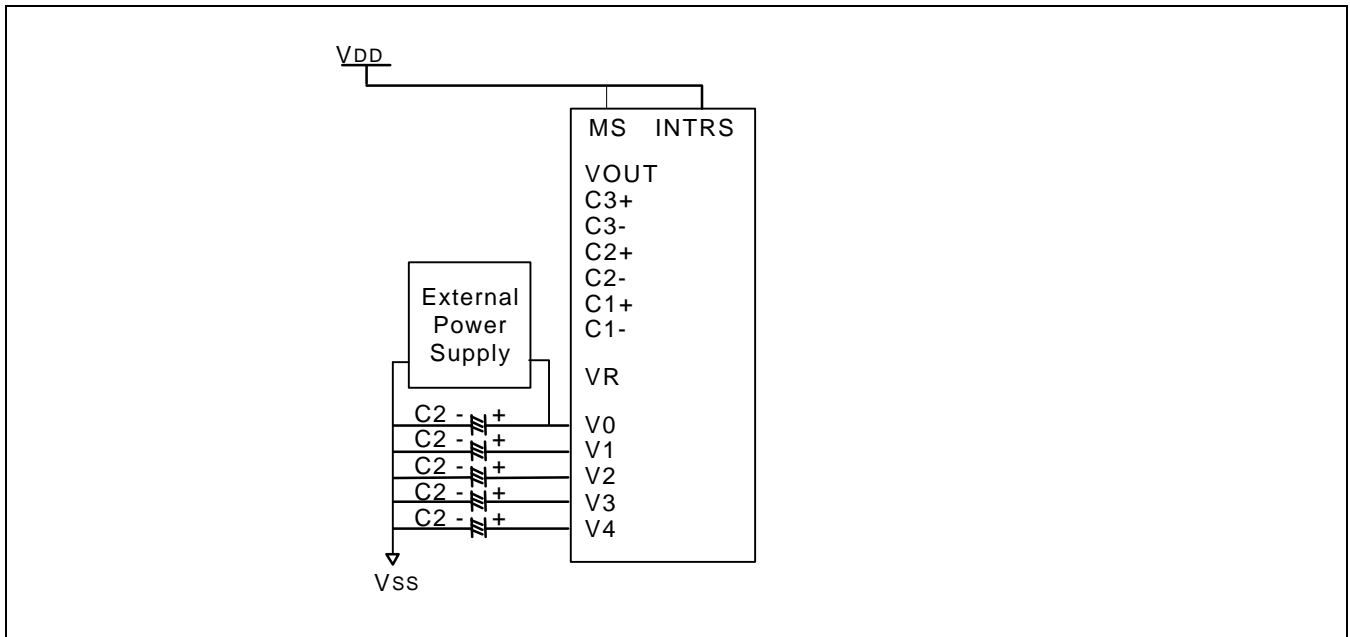 VDD
MS INTRS
VOUT
C3+
C3-
C2+
C2-
C1+
C1-
VR
External
Power
Supply
C2 - + V0
C2 - + V1
C2 - + V2
C2 - + V3
C2 - + V4
VSS